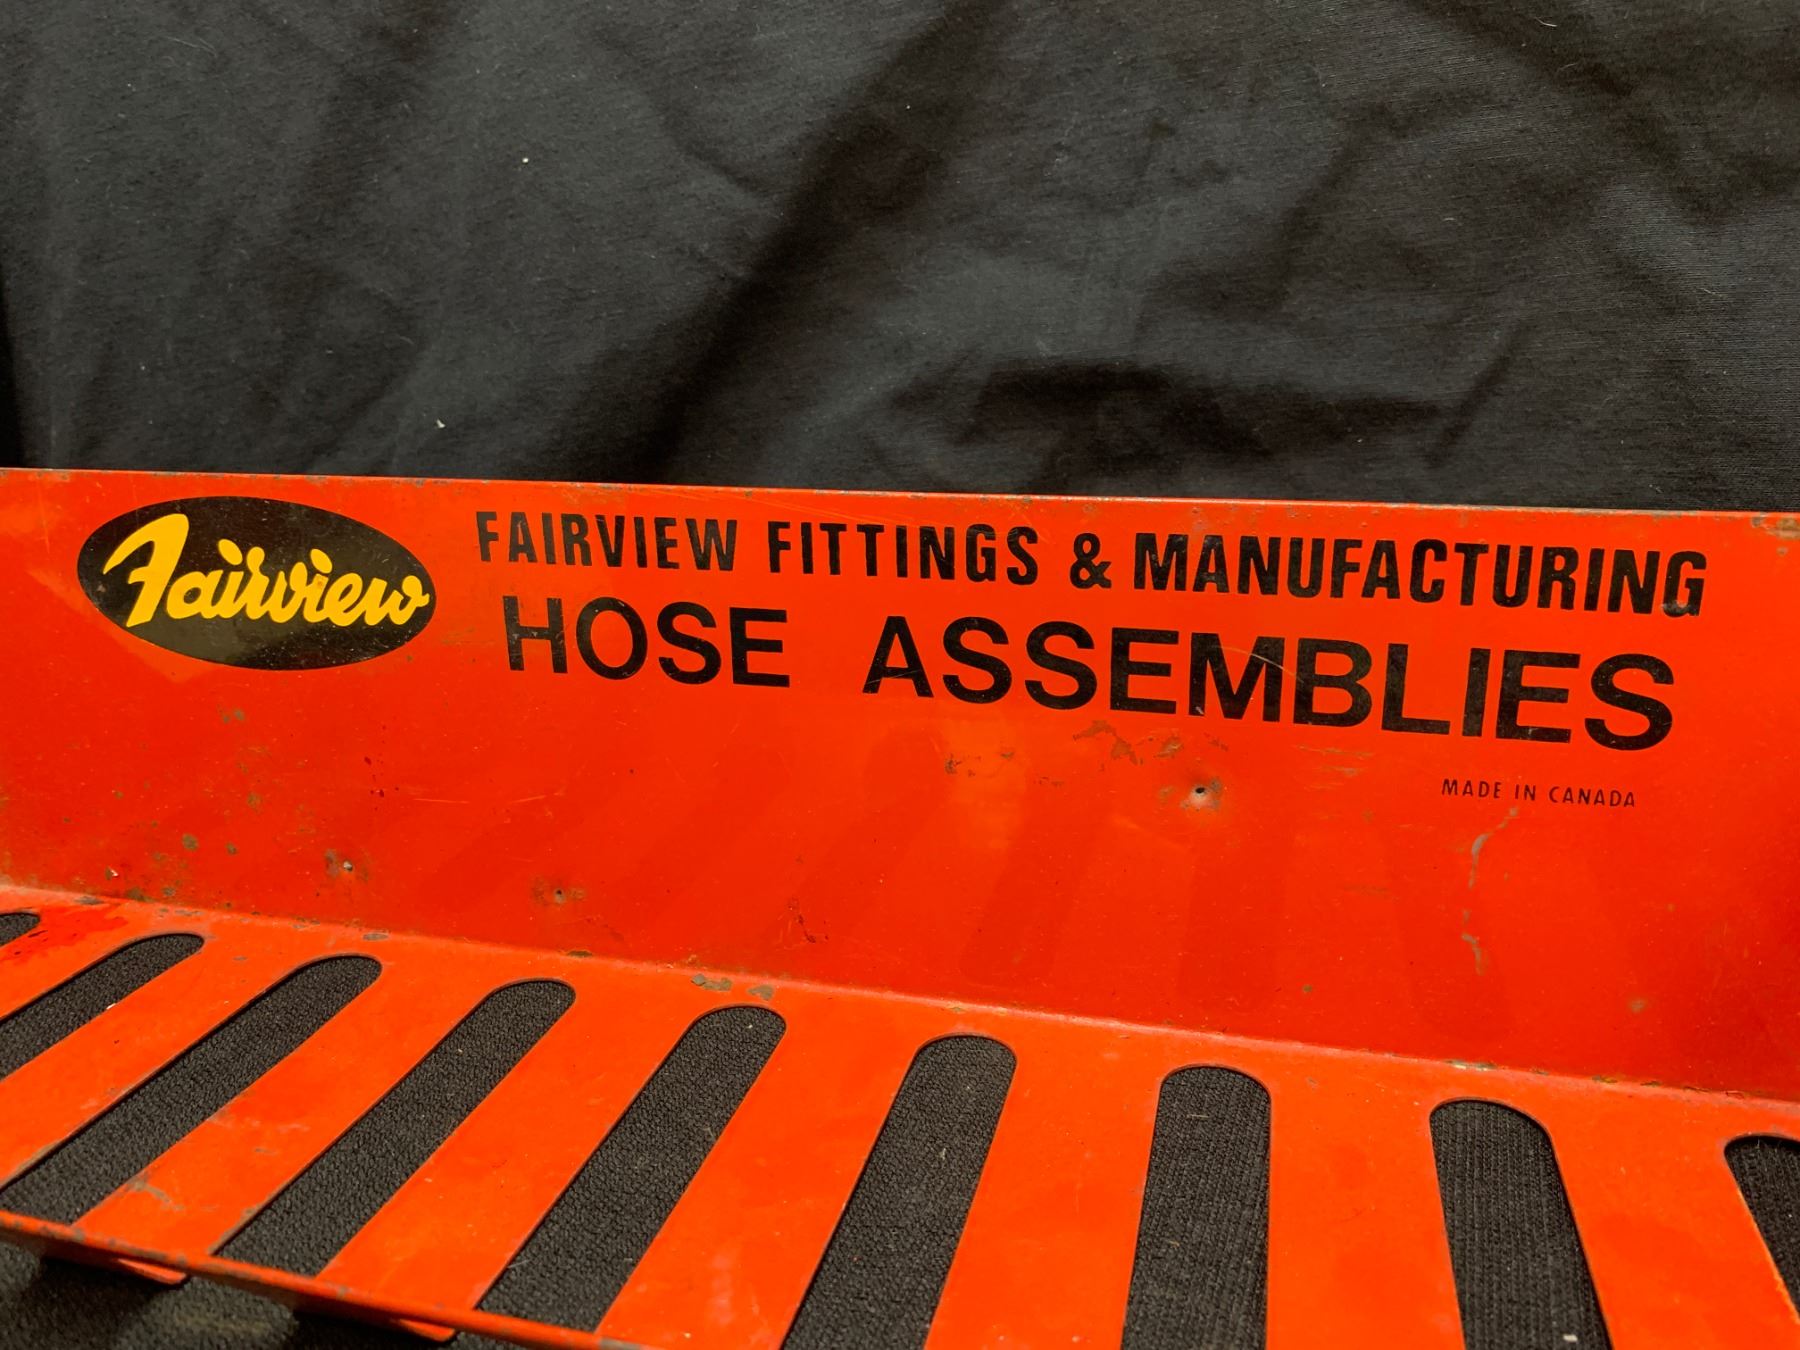 Fairview
FAIRVIEW FITTINGS & MANUFACTURING
HOSE ASSEMBLIES
MADE IN CANADA